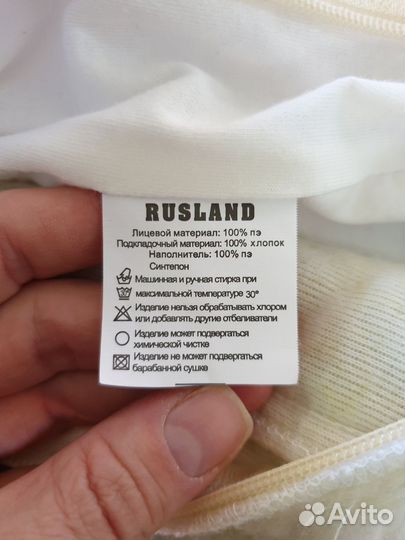 RUSLAND
Лицевой материал: 100% пэ
Подкладочный материал: 100% хлопок
Наполнитель: 100% пэ
Синтепон
Машинная и ручная стирка при
максимальной температуре 30°
Изделие нельзя обрабатывать хлором
или добавлять другие отбеливатели
Изделие может подвергаться
химической чистке
Изделие не может подвергаться
барабанной сушке
Avito